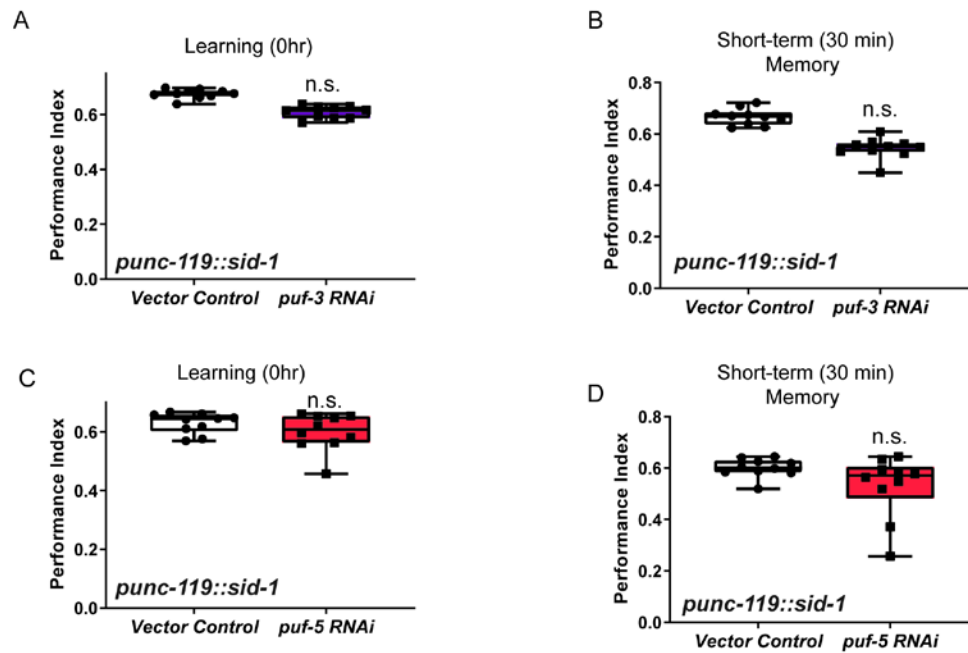 A
Learning (0hr)
n.s.
Performance Index
0.6
0.4
0.2
0.0
punc-119::sid-1
Vector Control puf-3 RNAi
B
Short-term (30 min)
Memory
n.s.
Performance Index
0.8
0.6
0.4
0.2
0.0
punc-119::sid-1
Vector Control puf-3 RNAi
C
Learning (0hr)
n.s.
Performance Index
0.6
0.4
0.2
0.0
punc-119::sid-1
Vector Control puf-5 RNAi
D
Short-term (30 min)
Memory
n.s.
Performance Index
0.8
0.6
0.4
0.2
0.0
punc-119::sid-1
Vector Control puf-5 RNAi